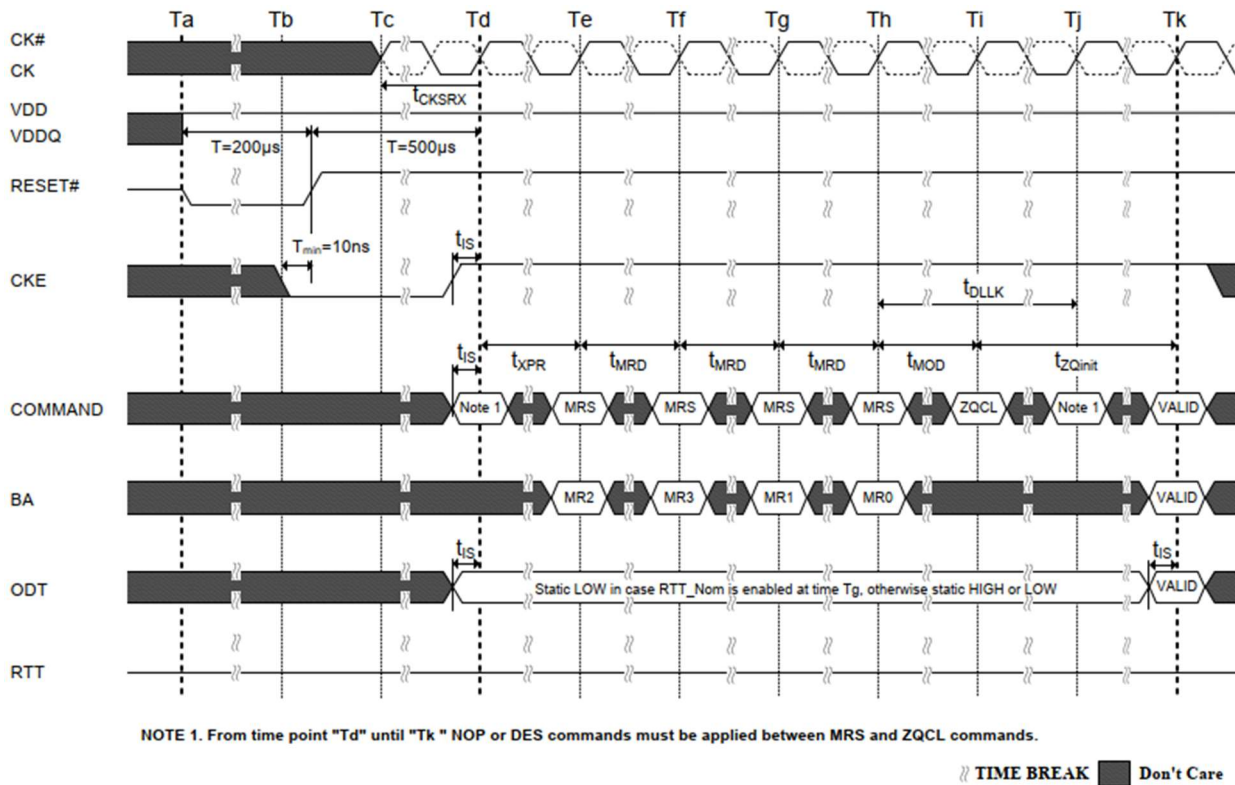 Ta Tb Tc Td Te Tf Tg Th Ti Tj Tk
CK#
CK
tCKSRX
VDD
VDDQ
T=200µs T=500µs
RESET#
Tmin=10ns tIS
CKE
tDLLK
tIS tXPR tMRD tMRD tMRD tMOD tZQinit
COMMAND Note 1 MRS MRS MRS MRS ZQCL Note 1 VALID
BA MR2 MR3 MR1 MR0 VALID
tIS tIS
ODT Static LOW in case RTT_Nom is enabled at time Tg, otherwise static HIGH or LOW VALID
RTT
NOTE 1. From time point "Td" until "Tk " NOP or DES commands must be applied between MRS and ZQCL commands.
TIME BREAK Don't Care